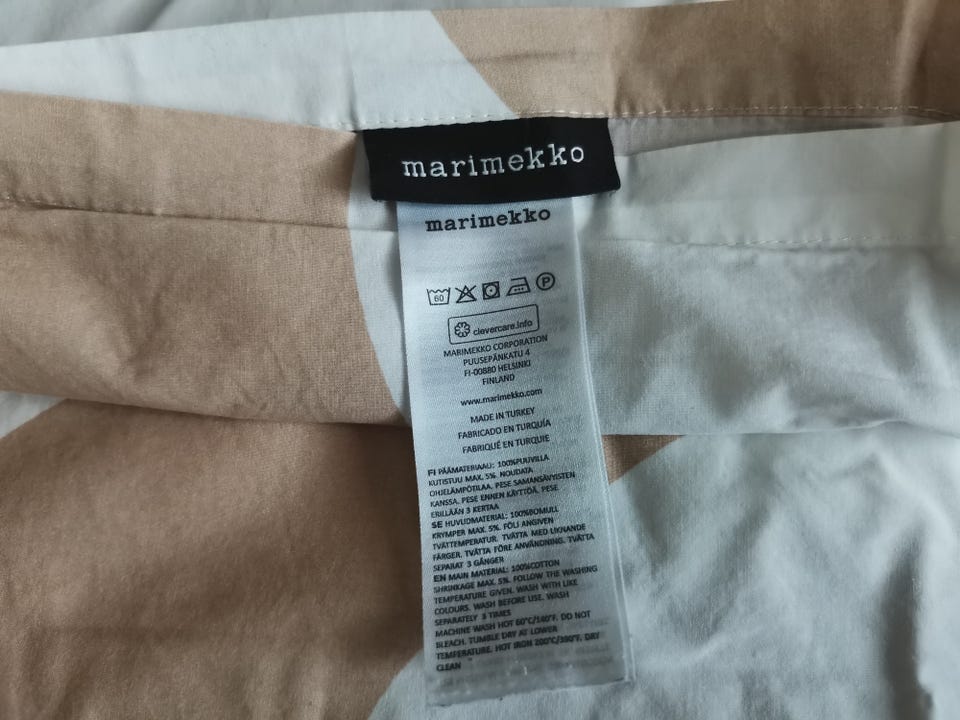 marimekko
marimekko
60 P
clevercare.info
MARIMEKKO CORPORATION
PUUSEPÄNKATU 4
FI-00880 HELSINKI
FINLAND
www.marimekko.com
MADE IN TURKEY
FABRICADO EN TURQUÍA
FABRIQUÉ EN TURQUIE
FI PÄÄMATERIAALI: 100%PUUVILLA
KUTISTUU MAX. 5%. NOUDATA
OHJELÄMPÖTILAA. PESE SAMANSÄVYISTEN
KANSSA. PESE ENNEN KÄYTTÖÄ. PESE
ERILLÄÄN 3 KERTAA
SE HUVUDMATERIAL: 100%BOMULL
KRYMPER MAX. 5%. FÖLJ ANGIVEN
TVÄTTEMPERATUR. TVÄTTA MED LIKNANDE
FÄRGER. TVÄTTA FÖRE ANVÄNDNING. TVÄTTA
SEPARAT 3 GÅNGER
EN MAIN MATERIAL: 100%COTTON
SHRINKAGE MAX. 5%. FOLLOW THE WASHING
TEMPERATURE GIVEN. WASH WITH LIKE
COLOURS. WASH BEFORE USE. WASH
SEPARATELY 3 TIMES
MACHINE WASH HOT 60°C/140°F. DO NOT
BLEACH. TUMBLE DRY AT LOWER
TEMPERATURE. HOT IRON 200°C/390°F. DRY
CLEAN